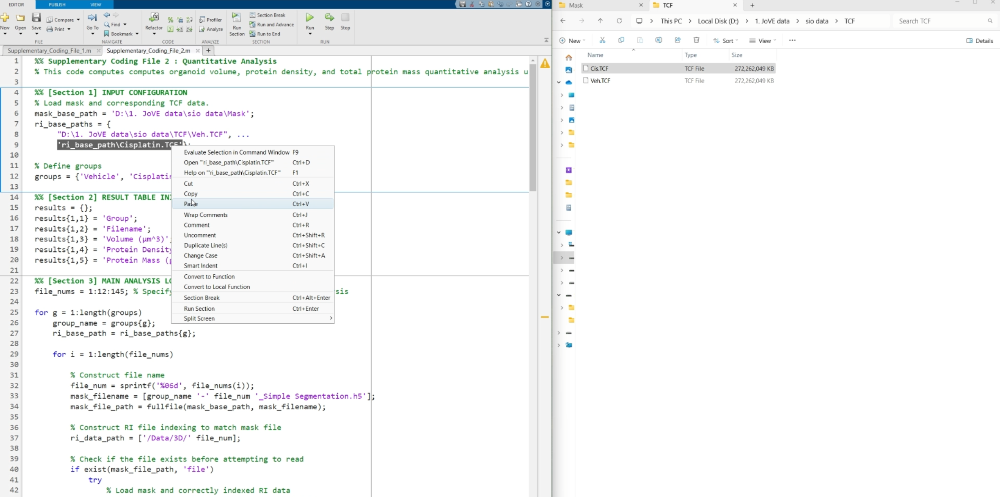 EDITOR PUBLISH VIEW
New Open Save Compare Print Go To Find Bookmark Refactor Profiler Analyze Run Section Section Break Run and Advance Run to End Run Step Stop
FILE NAVIGATE CODE ANALYZE SECTION RUN
Supplementary_Coding_File_1.m Supplementary_Coding_File_2.m
1 %% Supplementary Coding File 2 : Quantitative Analysis
2 % This code computes computes organoid volume, protein density, and total protein mass quantitative analysis u
3
4 %% [Section 1] INPUT CONFIGURATION
5 % Load mask and corresponding TCF data.
6 mask_base_path = 'D:\1. JoVE data\sio data\Mask';
7 ri_base_paths = {
8 "D:\1. JoVE data\sio data\TCF\Veh.TCF", ...
9 'ri_base_path\Cisplatin.TCF'};
10
11 % Define groups
12 groups = {'Vehicle', 'Cisplatin
13
14 %% [Section 2] RESULT TABLE INI
15 results = {};
16 results{1,1} = 'Group';
17 results{1,2} = 'Filename';
18 results{1,3} = 'Volume (μm^3)';
19 results{1,4} = 'Protein Density
20 results{1,5} = 'Protein Mass (g
21
22 %% [Section 3] MAIN ANALYSIS LO
23 file_nums = 1:12:145; % Specify sis
24
25 for g = 1:length(groups)
26 group_name = groups{g};
27 ri_base_path = ri_base_paths{g};
28
29 for i = 1:length(file_nums)
30
31 % Construct file name
32 file_num = sprintf('%06d', file_nums(i));
33 mask_filename = [group_name '-' file_num '_Simple Segmentation.h5'];
34 mask_file_path = fullfile(mask_base_path, mask_filename);
35
36 % Construct RI file indexing to match mask file
37 ri_data_path = ['/Data/3D/' file_num];
38
39 % Check if the file exists before attempting to read
40 if exist(mask_file_path, 'file')
41 try
42 % Load mask and correctly indexed RI data
Evaluate Selection in Command Window F9
Open "'ri_base_path\Cisplatin.TCF'" Ctrl+D
Help on "'ri_base_path\Cisplatin.TCF'" F1
Cut Ctrl+X
Copy Ctrl+C
Paste Ctrl+V
Wrap Comments Ctrl+J
Comment Ctrl+R
Uncomment Ctrl+Shift+R
Duplicate Line(s) Ctrl+Shift+C
Change Case Ctrl+Shift+A
Smart Indent Ctrl+I
Convert to Function
Convert to Local Function
Section Break Ctrl+Alt+Enter
Run Section Ctrl+Enter
Split Screen
Mask TCF
This PC > Local Disk (D:) > 1. JoVE data > sio data > TCF Search TCF
New Sort View ... Details
Name Type Size
Cis.TCF TCF File 272,262,049 KB
Veh.TCF TCF File 272,262,049 KB